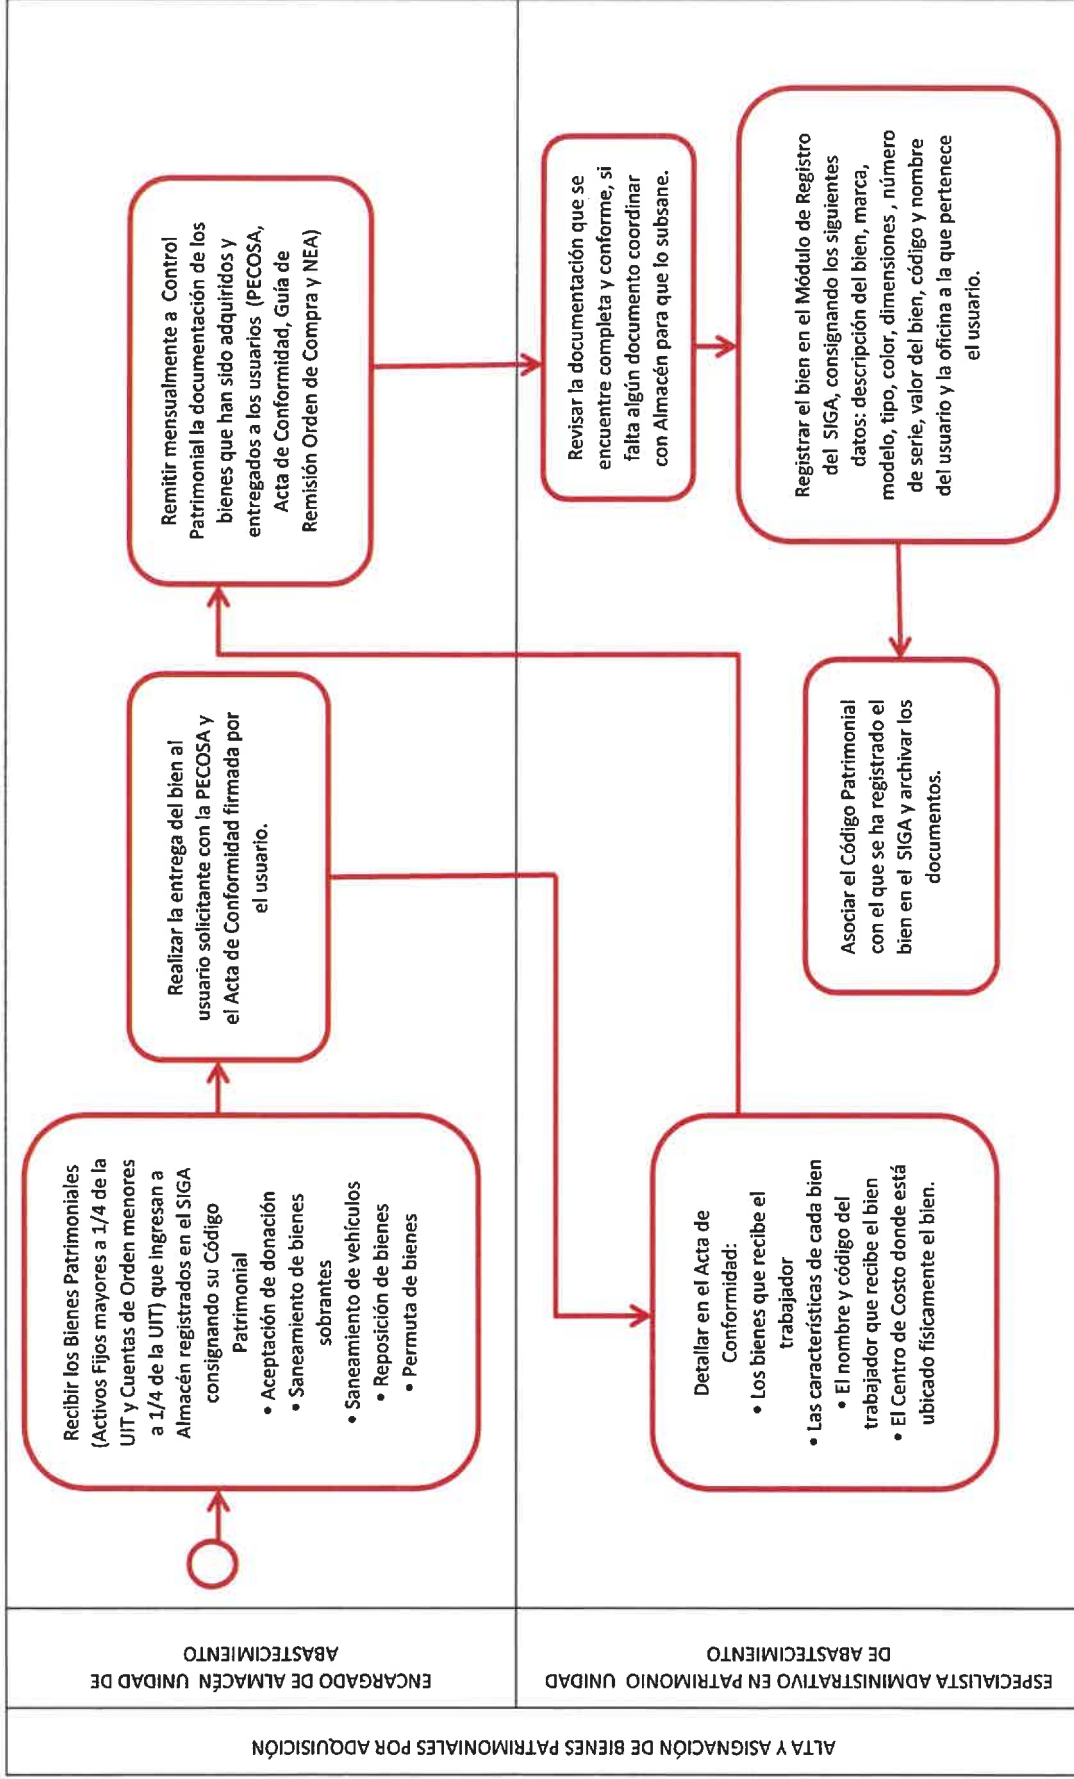 ALTA Y ASIGNACIÓN DE BIENES PATRIMONIALES POR ADQUISICIÓN
ENCARGADO DE ALMACÉN UNIDAD DE
ABASTECIMIENTO
Recibir los Bienes Patrimoniales
(Activos Fijos mayores a 1/4 de la
UIT y Cuentas de Orden menores
a 1/4 de la UIT) que ingresan a
Almacén registrados en el SIGA
consignando su Código
Patrimonial
• Aceptación de donación
• Saneamiento de bienes
sobrantes
• Saneamiento de vehículos
• Reposición de bienes
• Permuta de bienes
Realizar la entrega del bien al
usuario solicitante con la PECOSA y
el Acta de Conformidad firmada por
el usuario.
Remitir mensualmente a Control
Patrimonial la documentación de los
bienes que han sido adquiridos y
entregados a los usuarios (PECOSA,
Acta de Conformidad, Guía de
Remisión Orden de Compra y NEA)
ESPECIALISTA ADMINISTRATIVO EN PATRIMONIO UNIDAD
DE ABASTECIMIENTO
Detallar en el Acta de
Conformidad:
• Los bienes que recibe el
trabajador
• Las características de cada bien
• El nombre y código del
trabajador que recibe el bien
• El Centro de Costo donde está
ubicado físicamente el bien.
Revisar la documentación que se
encuentre completa y conforme, si
falta algún documento coordinar
con Almacén para que lo subsane.
Registrar el bien en el Módulo de Registro
del SIGA, consignando los siguientes
datos: descripción del bien, marca,
modelo, tipo, color, dimensiones , número
de serie, valor del bien, código y nombre
del usuario y la oficina a la que pertenece
el usuario.
Asociar el Código Patrimonial
con el que se ha registrado el
bien en el SIGA y archivar los
documentos.